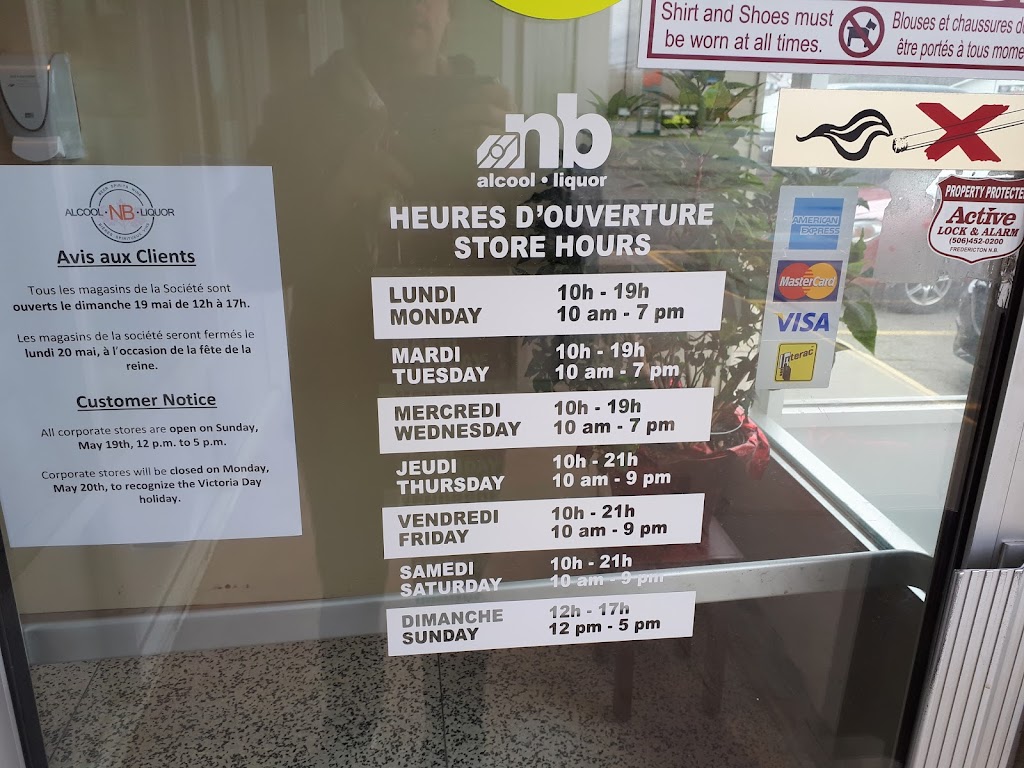 Shirt and Shoes must
be worn at all times.
Blouses et chaussures
être portés à tous
nb
alcool • liquor
HEURES D'OUVERTURE
STORE HOURS
LUNDI 10h - 19h
MONDAY 10 am - 7 pm
MARDI 10h - 19h
TUESDAY 10 am - 7 pm
MERCREDI 10h - 19h
WEDNESDAY 10 am - 7 pm
JEUDI 10h - 21h
THURSDAY 10 am - 9 pm
VENDREDI 10h - 21h
FRIDAY 10 am - 9 pm
SAMEDI 10h - 21h
SATURDAY 10 am - 9 pm
DIMANCHE 12h - 17h
SUNDAY 12 pm - 5 pm
ALCOOL • NB • LIQUOR
Avis aux Clients
Tous les magasins de la Société sont
ouverts le dimanche 19 mai de 12h à 17h.
Les magasins de la société seront fermés le
lundi 20 mai, à l'occasion de la fête de la
reine.
Customer Notice
All corporate stores are open on Sunday,
May 19th, 12 p.m. to 5 p.m.
Corporate stores will be closed on Monday,
May 20th, to recognize the Victoria Day
holiday.
AMERICAN
EXPRESS
MasterCard
VISA
Interac
PROPERTY PROTECTED
Active
LOCK & ALARM
(506)452-0200
FREDERICTON N.B.